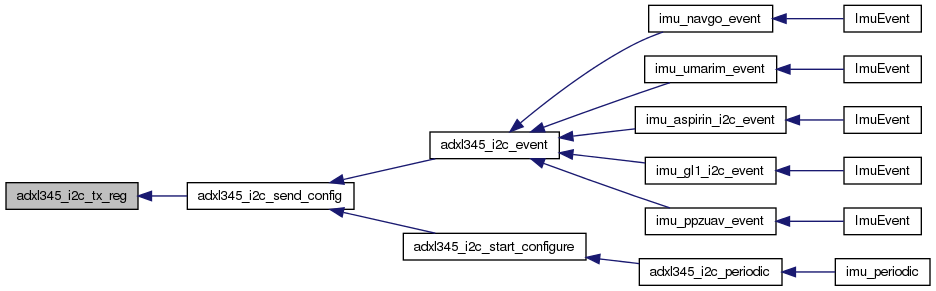 imu_navgo_event
ImuEvent
imu_umarim_event
ImuEvent
imu_aspirin_i2c_event
ImuEvent
adxl345_i2c_event
imu_gl1_i2c_event
ImuEvent
adxl345_i2c_tx_reg
adxl345_i2c_send_config
imu_ppzuav_event
ImuEvent
adxl345_i2c_start_configure
adxl345_i2c_periodic
imu_periodic